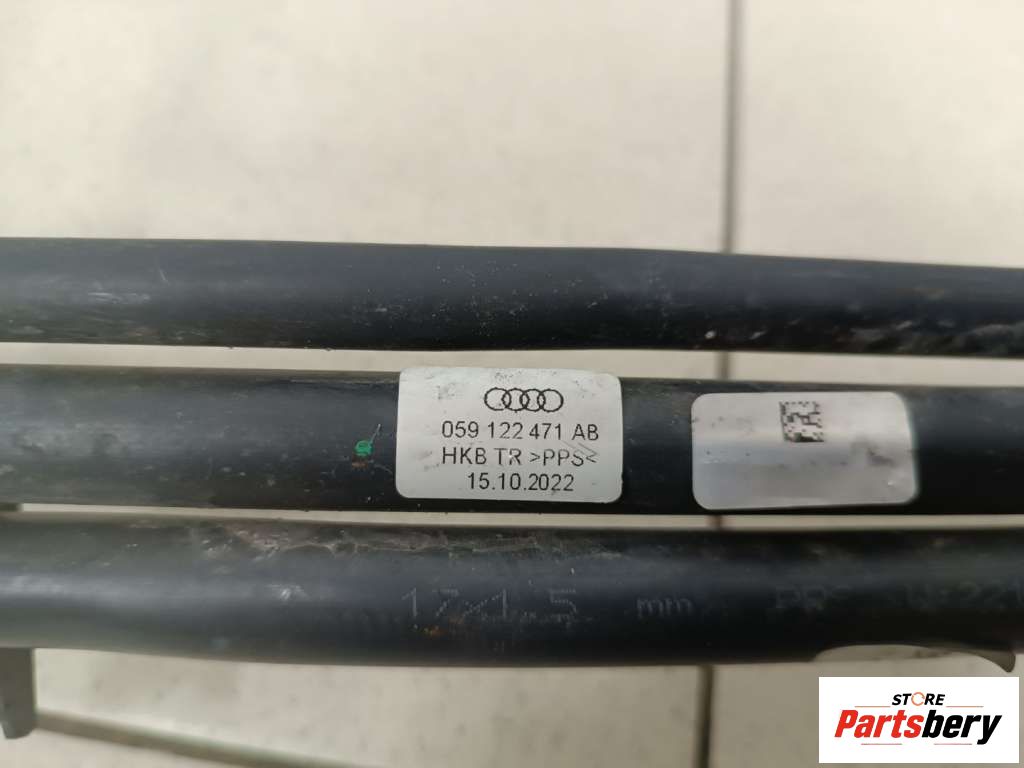 059 122 471 AB
HKB TR >PPS<
15.10.2022
17x1.5 mm
STORE
Partsbery